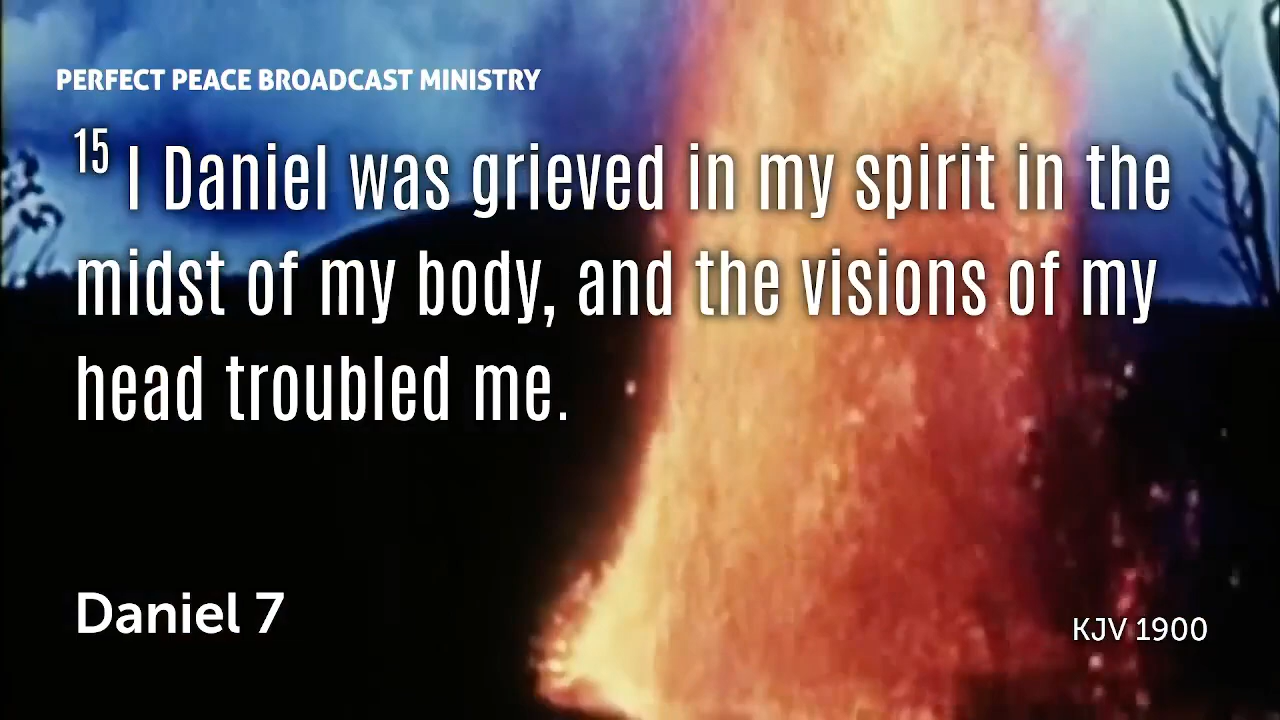 PERFECT PEACE BROADCAST MINISTRY
15 I Daniel was grieved in my spirit in the
midst of my body, and the visions of my
head troubled me.
Daniel 7
KJV 1900